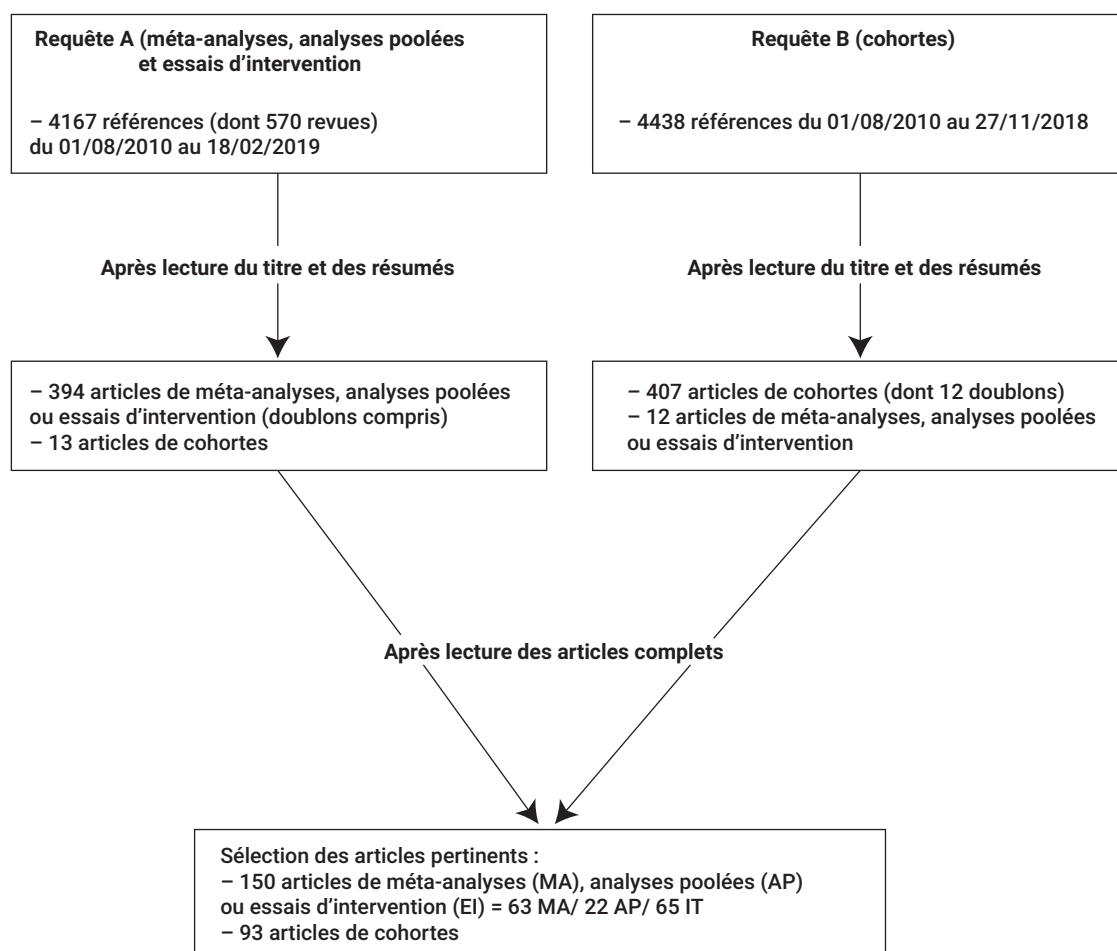 Requête A (méta-analyses, analyses poolées
et essais d’intervention
– 4167 références (dont 570 revues)
du 01/08/2010 au 18/02/2019
Requête B (cohortes)
– 4438 références du 01/08/2010 au 27/11/2018
Après lecture du titre et des résumés
Après lecture du titre et des résumés
– 394 articles de méta-analyses, analyses poolées
ou essais d’intervention (doublons compris)
– 13 articles de cohortes
– 407 articles de cohortes (dont 12 doublons)
– 12 articles de méta-analyses, analyses poolées
ou essais d’intervention
Après lecture des articles complets
Sélection des articles pertinents :
– 150 articles de méta-analyses (MA), analyses poolées (AP)
ou essais d’intervention (EI) = 63 MA/ 22 AP/ 65 IT
– 93 articles de cohortes